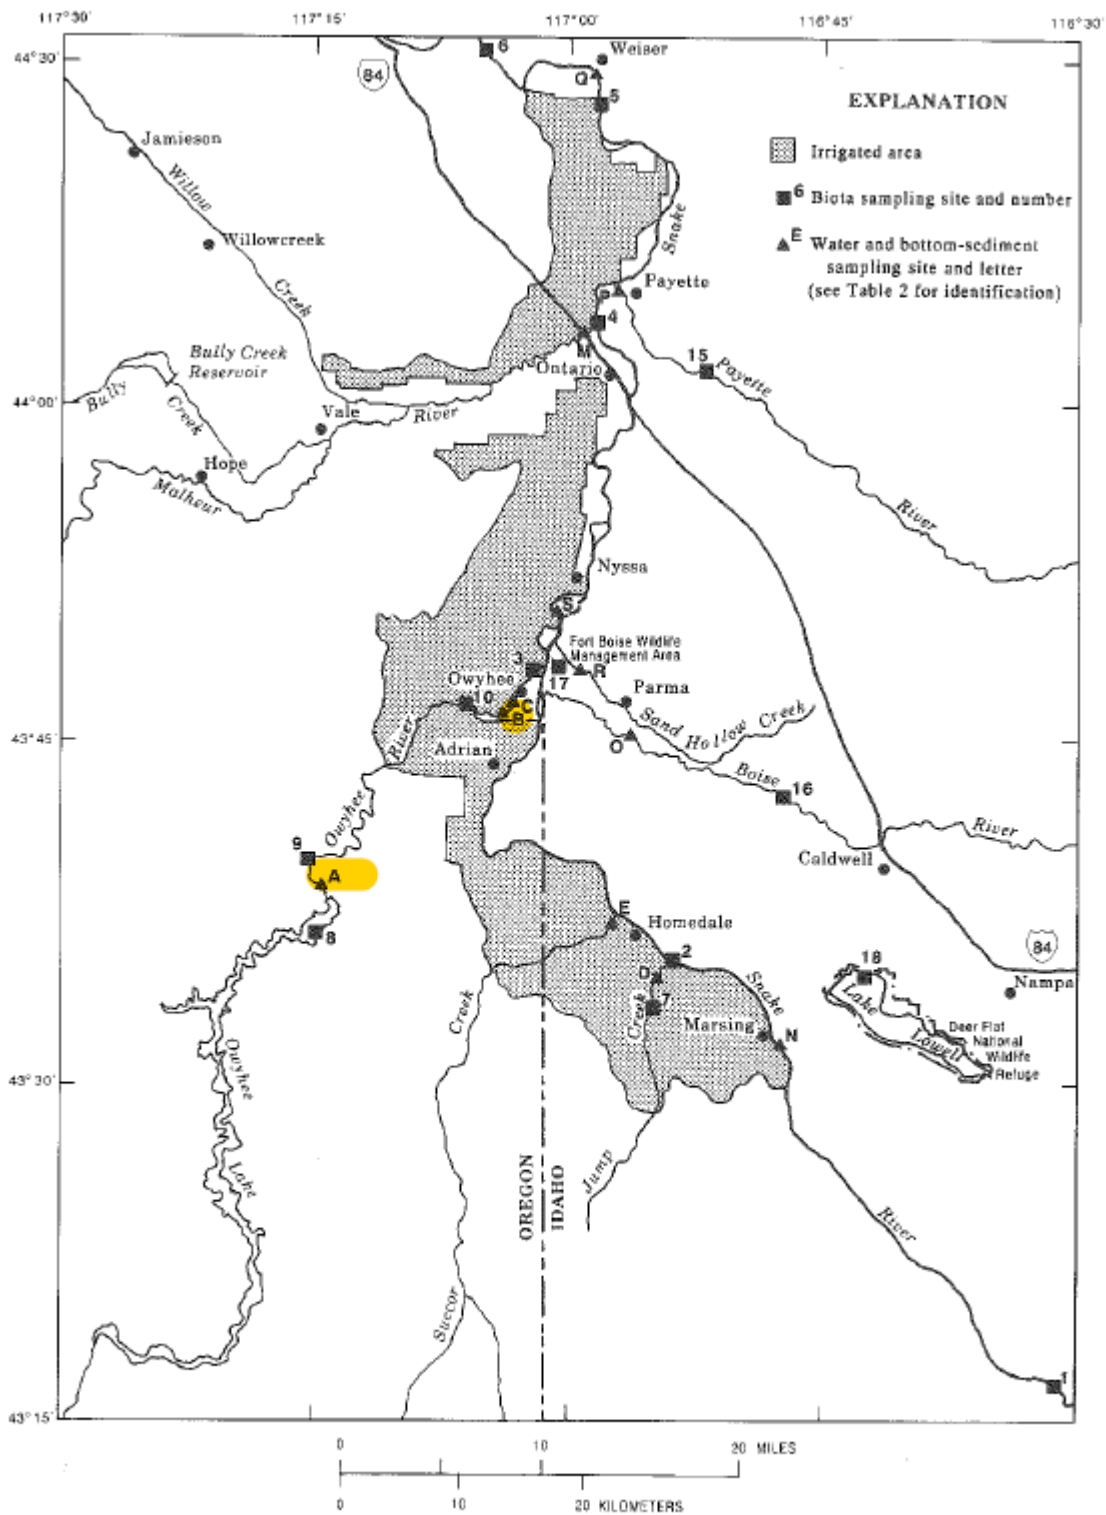 117°30′ 117°15′ 117°00′ 116°45′ 116°30′
44°30′
84
6
Weiser
Q
5
EXPLANATION
Irrigated area
6 Biota sampling site and number
E Water and bottom-sediment
sampling site and letter
(see Table 2 for identification)
Jamieson
Willow
Creek
Willowcreek
Snake
Payette
P
4
M
Ontario
15
Payette
River
Bully Creek
Reservoir
Bully
Creek
44°00′
Vale
River
Hope
Malheur
Nyssa
S
Fort Boise Wildlife
Management Area
3
17
R
Owyhee
10
C
B
Parma
Sand Hollow Creek
43°45′
River
Adrian
O
Boise
16
River
Owyhee
9
A
8
Caldwell
E
Homedale
2
D
7
Creek
Snake
Marsing
N
84
Nampa
18
Lake
Lowell
Deer Flat
National
Wildlife
Refuge
Creek
Owyhee
Lake
43°30′
OREGON
IDAHO
Jump
River
Succor
1
43°15′
0 10 20 MILES
0 10 20 KILOMETERS